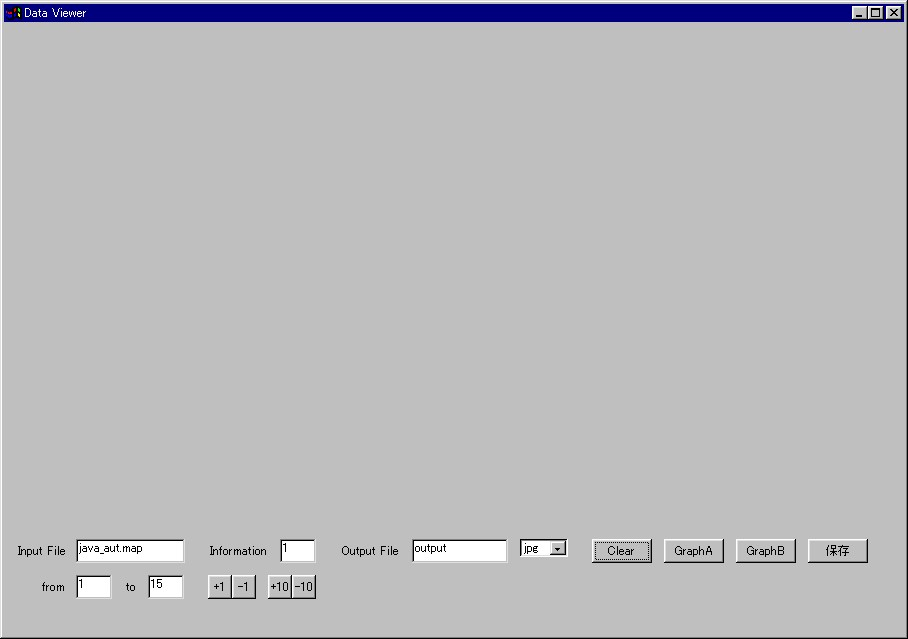 Data Viewer
Input File java_aut.map Information 1 Output File output jpg Clear GraphA GraphB 保存
from 1 to 15 +1 -1 +10 -10